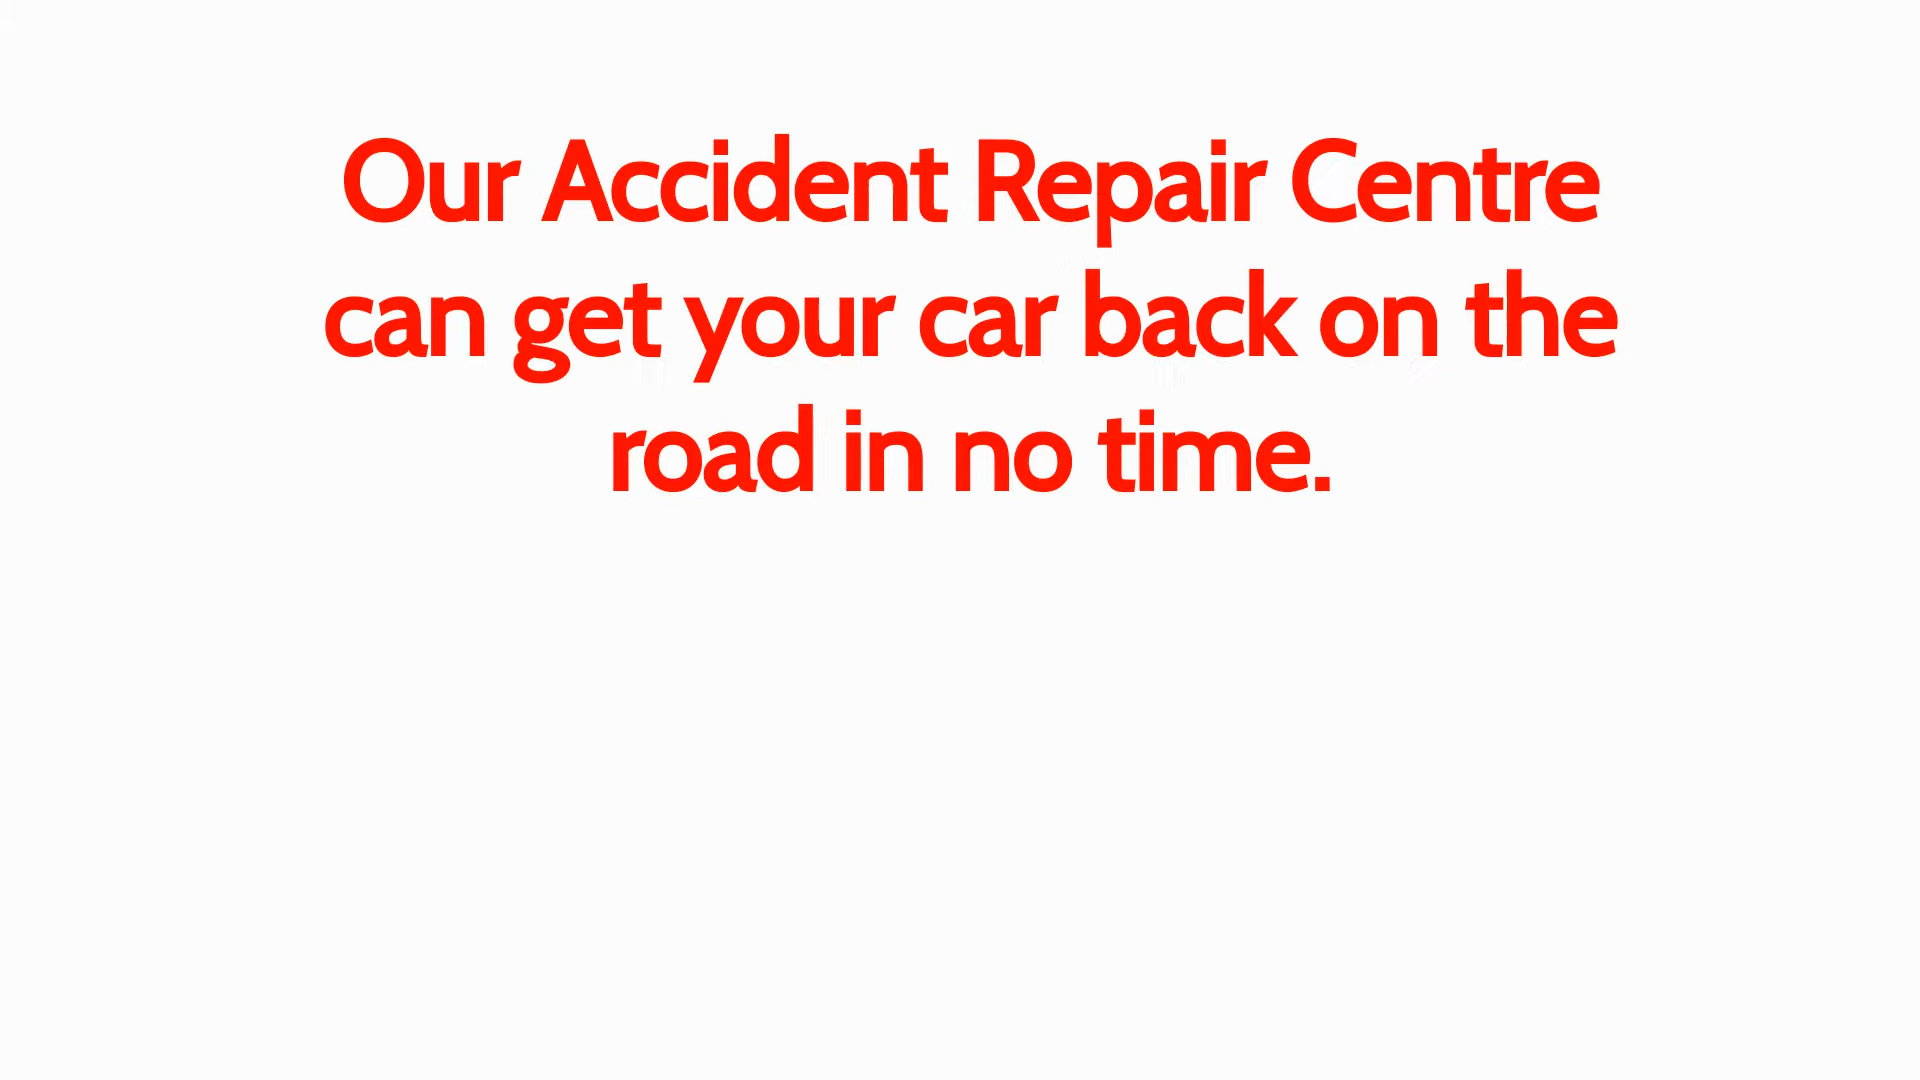 Our Accident Repair Centre
can get your car back on the
road in no time.